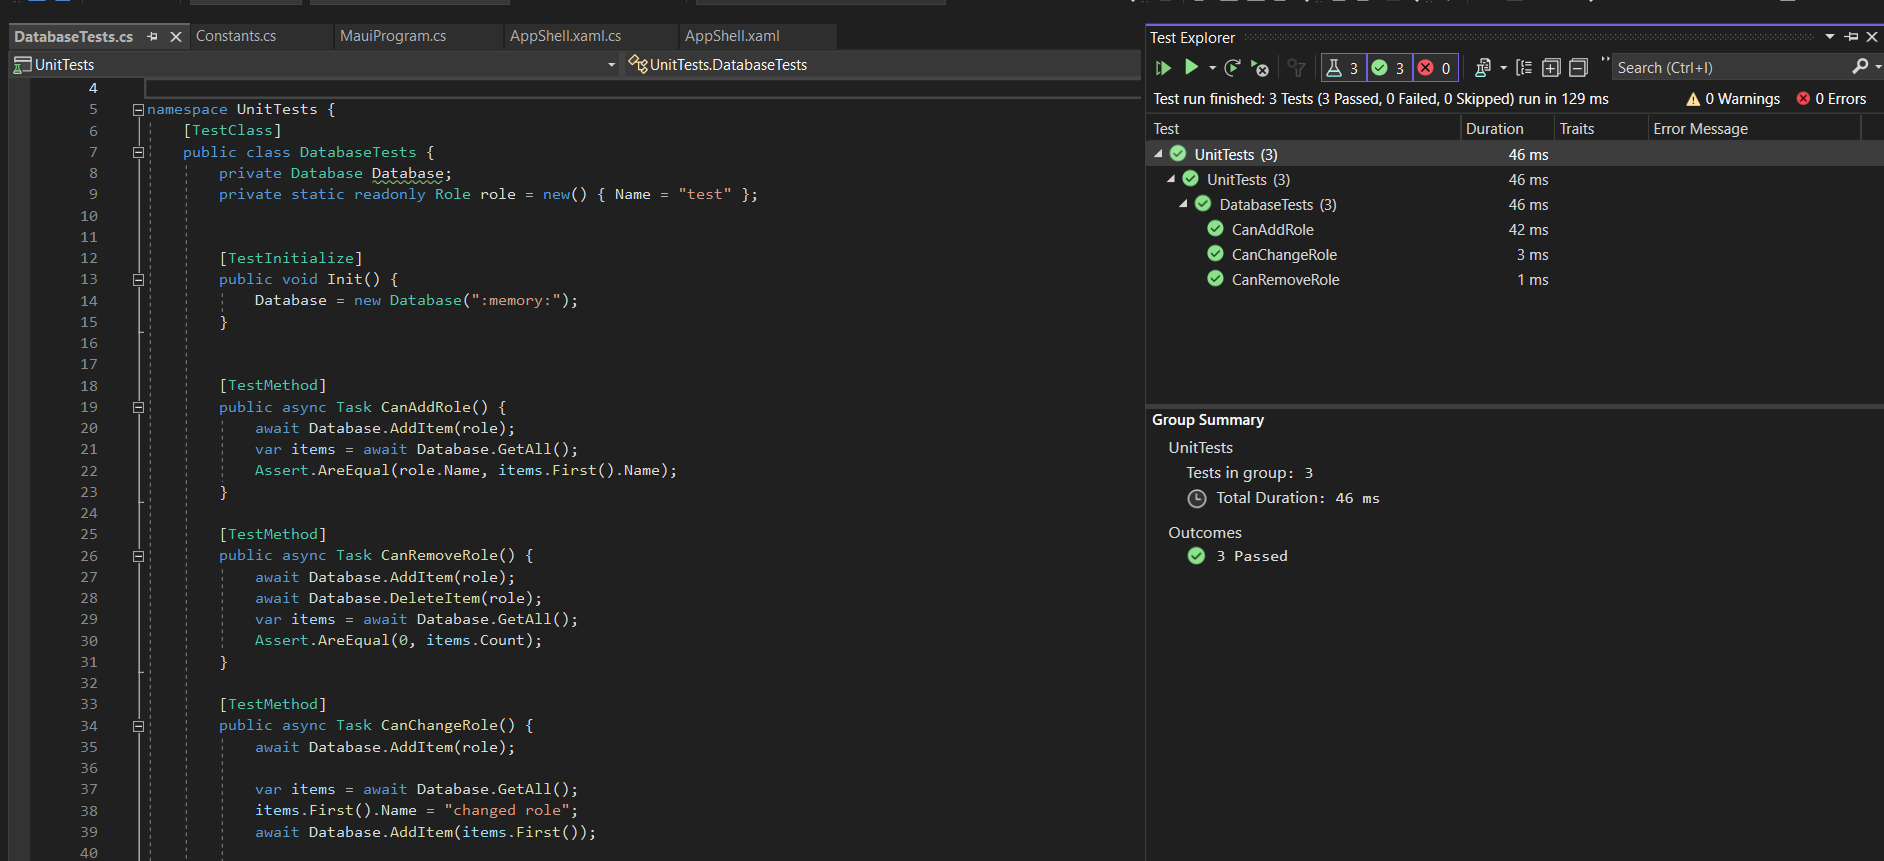 DatabaseTests.cs Constants.cs MauiProgram.cs AppShell.xaml.cs AppShell.xaml
UnitTests UnitTests.DatabaseTests
4
5 namespace UnitTests {
6 [TestClass]
7 public class DatabaseTests {
8 private Database Database;
9 private static readonly Role role = new() { Name = "test" };
10
11
12 [TestInitialize]
13 public void Init() {
14 Database = new Database(":memory:");
15 }
16
17
18 [TestMethod]
19 public async Task CanAddRole() {
20 await Database.AddItem(role);
21 var items = await Database.GetAll();
22 Assert.AreEqual(role.Name, items.First().Name);
23 }
24
25 [TestMethod]
26 public async Task CanRemoveRole() {
27 await Database.AddItem(role);
28 await Database.DeleteItem(role);
29 var items = await Database.GetAll();
30 Assert.AreEqual(0, items.Count);
31 }
32
33 [TestMethod]
34 public async Task CanChangeRole() {
35 await Database.AddItem(role);
36
37 var items = await Database.GetAll();
38 items.First().Name = "changed role";
39 await Database.AddItem(items.First());
40
Test Explorer
3 3 0 Search (Ctrl+I)
Test run finished: 3 Tests (3 Passed, 0 Failed, 0 Skipped) run in 129 ms 0 Warnings 0 Errors
Test Duration Traits Error Message
UnitTests (3) 46 ms
UnitTests (3) 46 ms
DatabaseTests (3) 46 ms
CanAddRole 42 ms
CanChangeRole 3 ms
CanRemoveRole 1 ms
Group Summary
UnitTests
Tests in group: 3
Total Duration: 46 ms
Outcomes
3 Passed